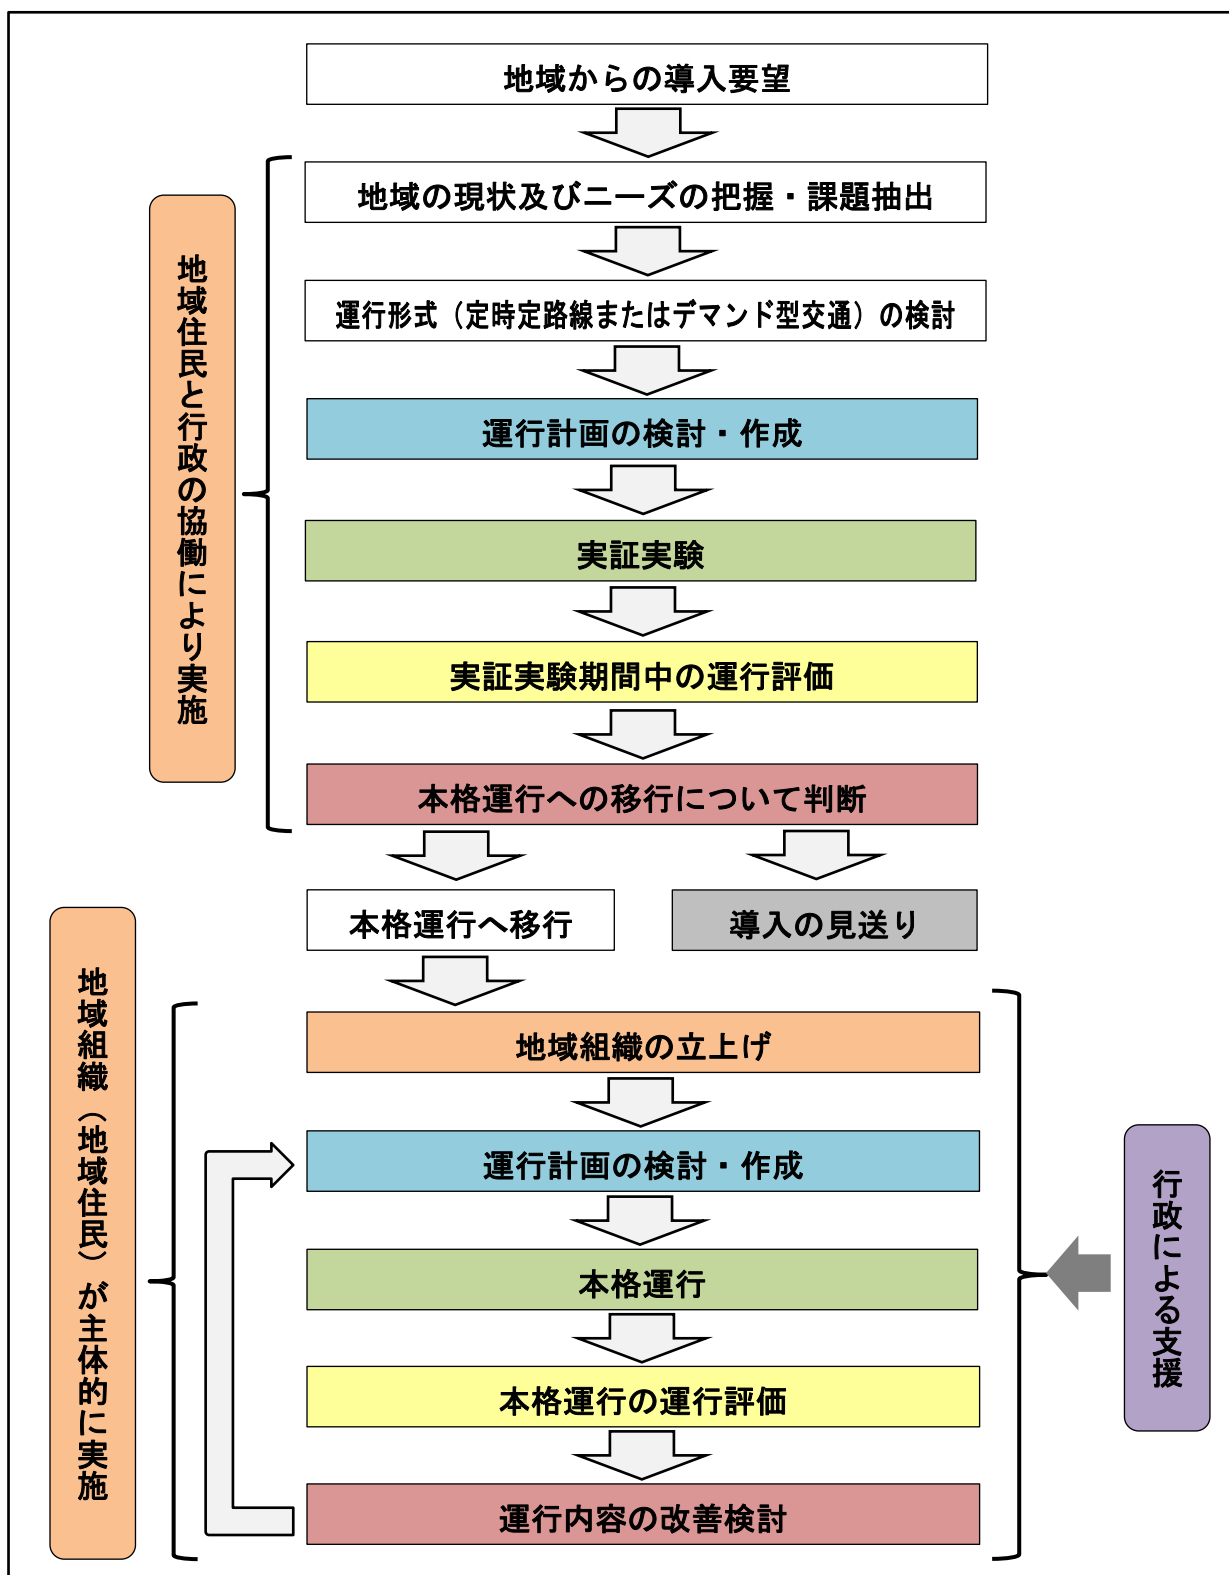 地域からの導入要望
地域の現状及びニーズの把握・課題抽出
運行形式（定時定路線またはデマンド型交通）の検討
運行計画の検討・作成
実証実験
実証実験期間中の運行評価
本格運行への移行について判断
地域住民と行政の協働により実施
本格運行へ移行
導入の見送り
地域組織の立上げ
運行計画の検討・作成
本格運行
本格運行の運行評価
運行内容の改善検討
地域組織（地域住民）が主体的に実施
行政による支援